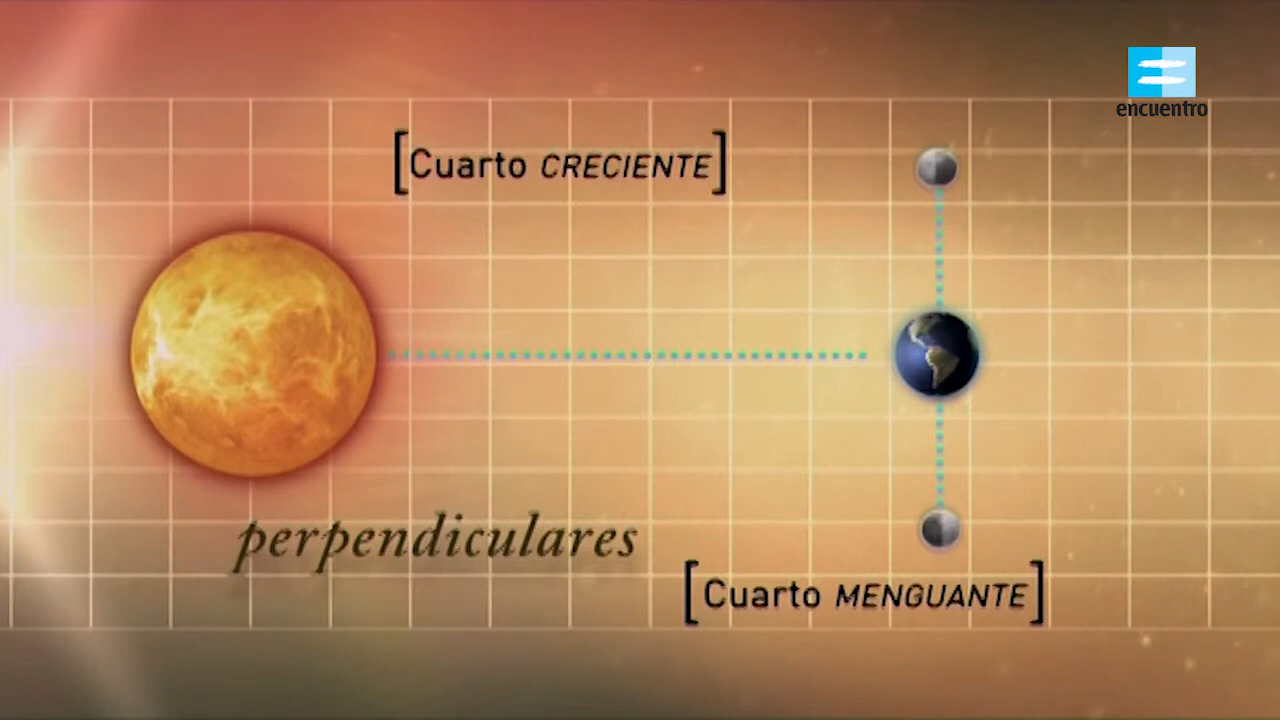 encuentro
[Cuarto CRECIENTE]
perpendiculares
[Cuarto MENGUANTE]